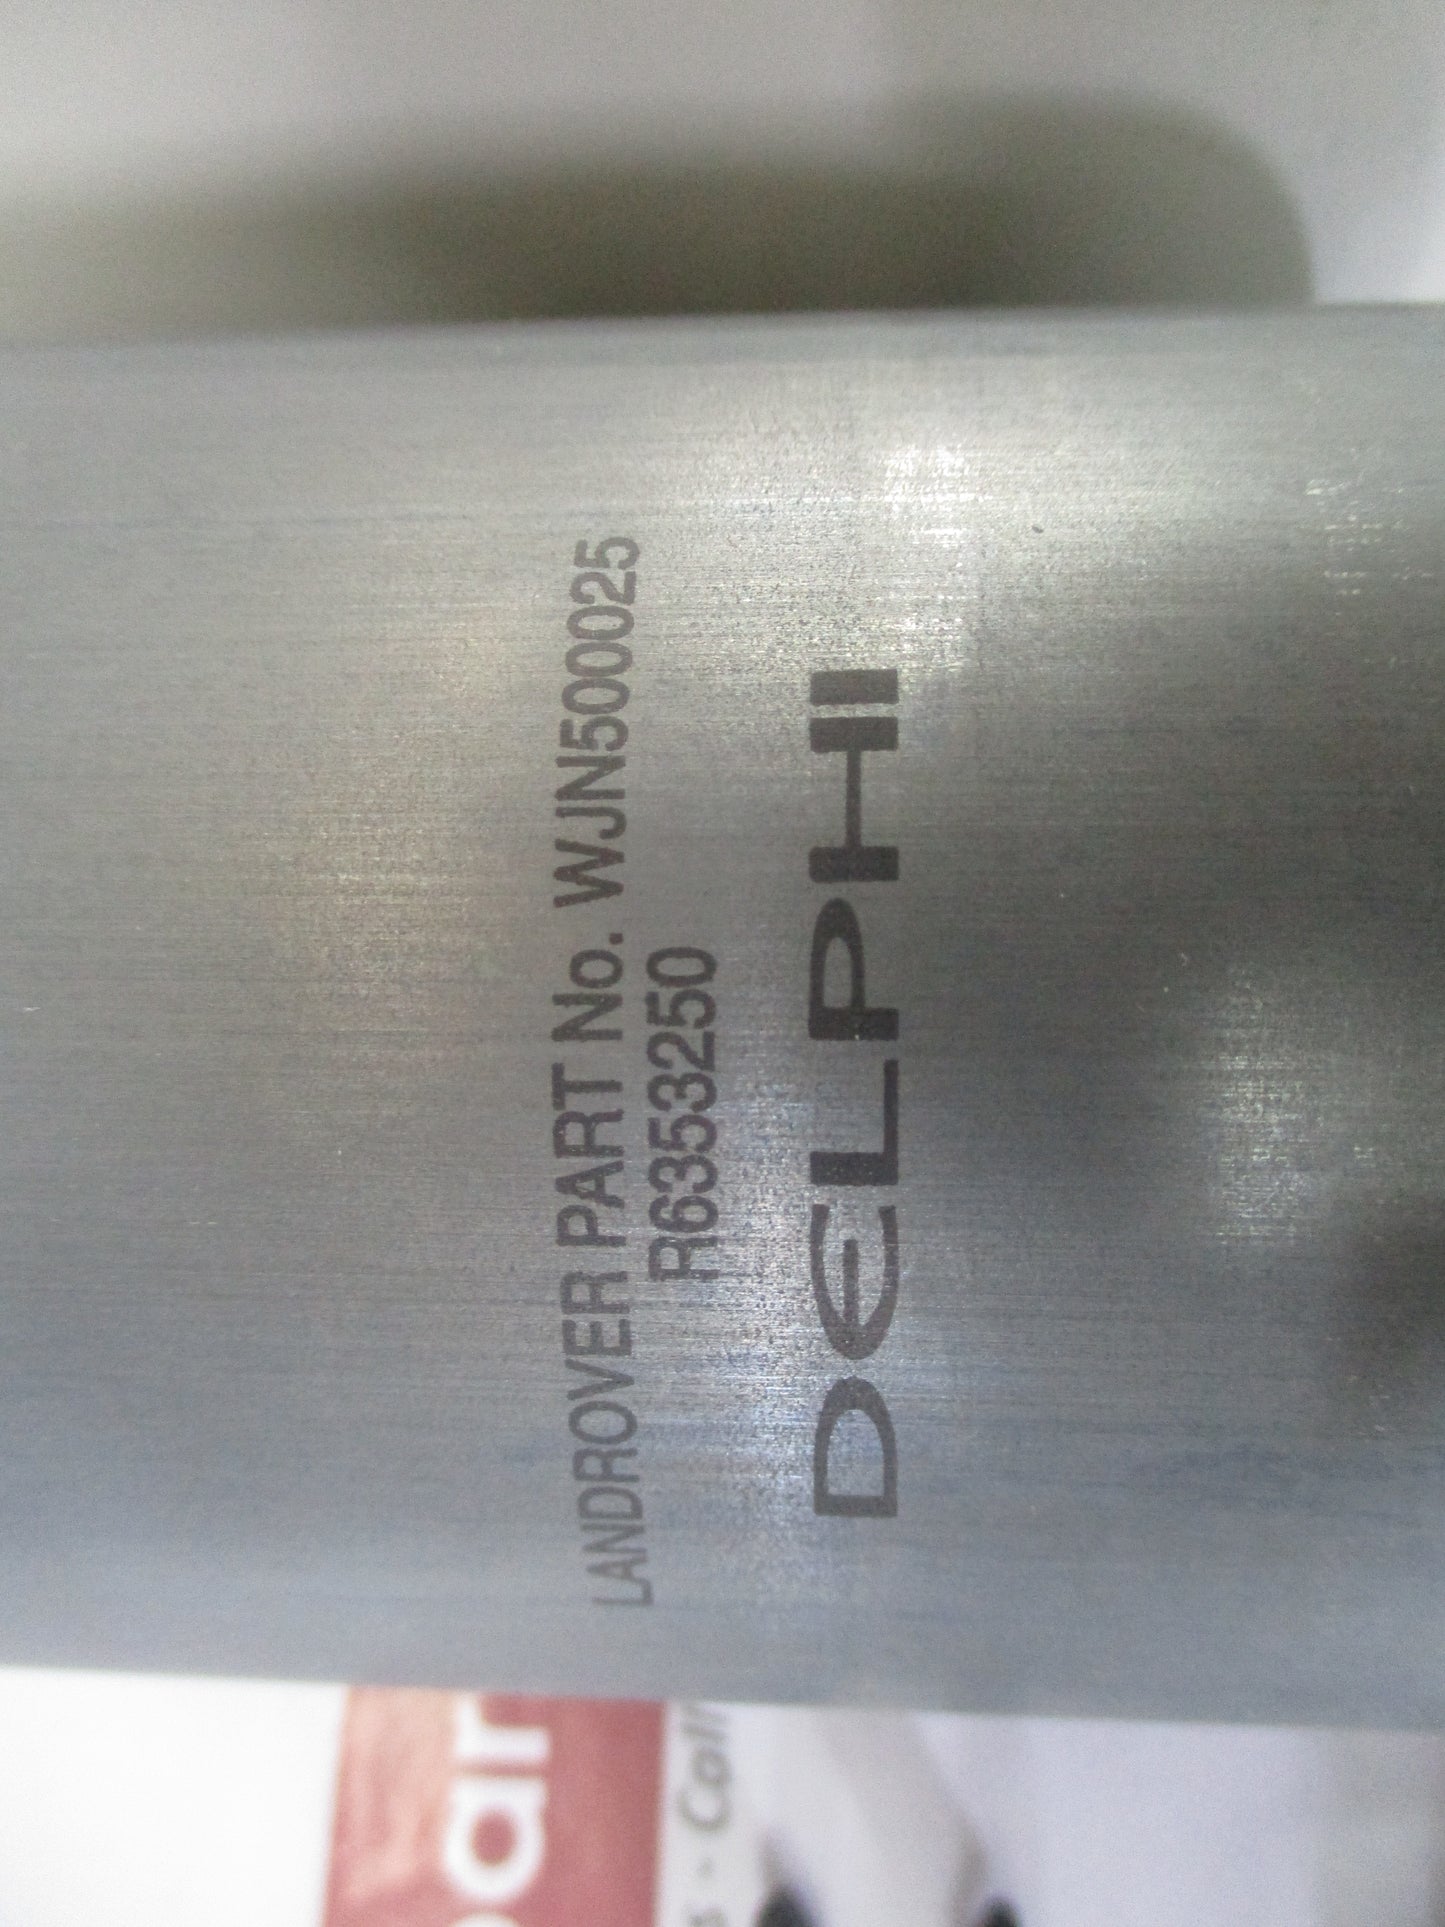 LANDROVER PART No. WJN500025
R6353250
DELPHI